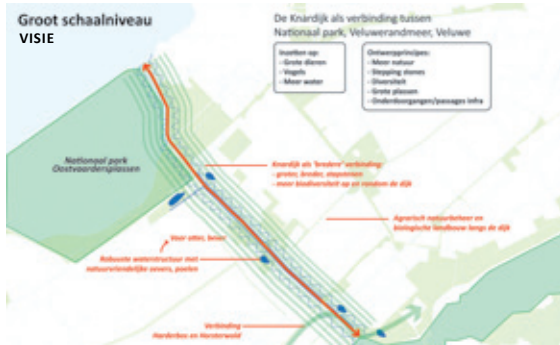 Groot schaalniveau
VISIE
De Knardijk als verbinding tussen
Nationaal park, Veluwerandmeer, Veluwe
Inzetten op:
- Grote dieren
- Vogels
- Meer water
Ontwerpprincipes:
- Meer natuur
- Stepping stones
- Diversiteit
- Grote plassen
- Onderdoorgangen/passages infra
Nationaal park
Oostvaardersplassen
Knardijk als 'bredere' verbinding:
- groter, breder, stapstenen
- meer biodiversiteit op en rondom de dijk
Agrarisch natuurbeheer en
biologische landbouw langs de dijk
Voor otter, bever
Robuuste waterstructuur met
natuurvriendelijke oevers, poelen
Verbinding
Harderbos en Horsterwold